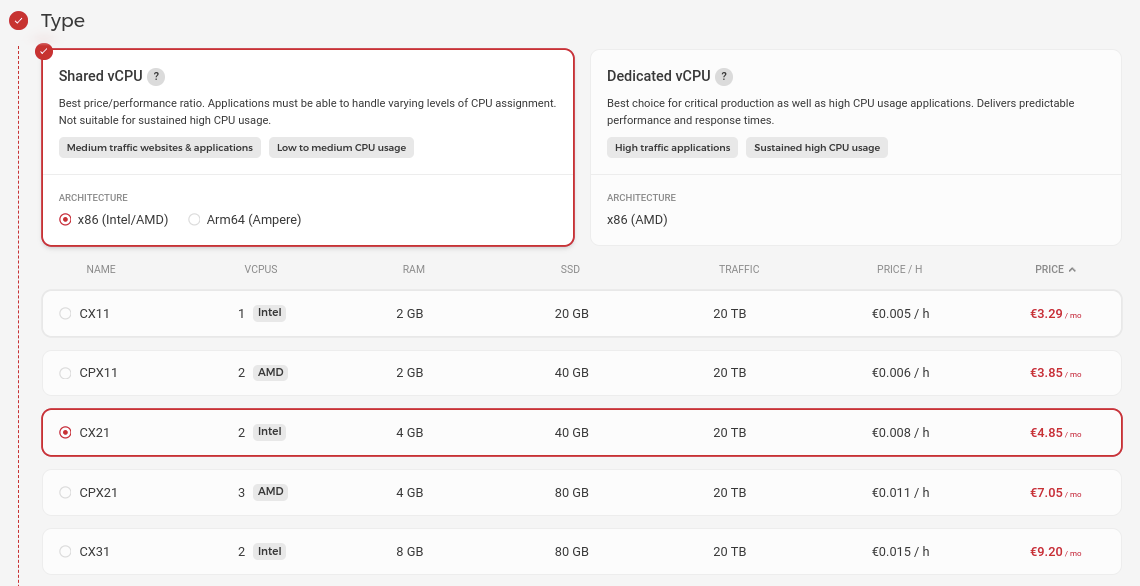 Type
Shared vCPU ?
Best price/performance ratio. Applications must be able to handle varying levels of CPU assignment.
Not suitable for sustained high CPU usage.
Medium traffic websites & applications Low to medium CPU usage
ARCHITECTURE
x86 (Intel/AMD) Arm64 (Ampere)
Dedicated vCPU ?
Best choice for critical production as well as high CPU usage applications. Delivers predictable
performance and response times.
High traffic applications Sustained high CPU usage
ARCHITECTURE
x86 (AMD)
NAME VCPUS RAM SSD TRAFFIC PRICE / H PRICE
CX11 1 Intel 2 GB 20 GB 20 TB €0.005 / h €3.29 / mo
CPX11 2 AMD 2 GB 40 GB 20 TB €0.006 / h €3.85 / mo
CX21 2 Intel 4 GB 40 GB 20 TB €0.008 / h €4.85 / mo
CPX21 3 AMD 4 GB 80 GB 20 TB €0.011 / h €7.05 / mo
CX31 2 Intel 8 GB 80 GB 20 TB €0.015 / h €9.20 / mo